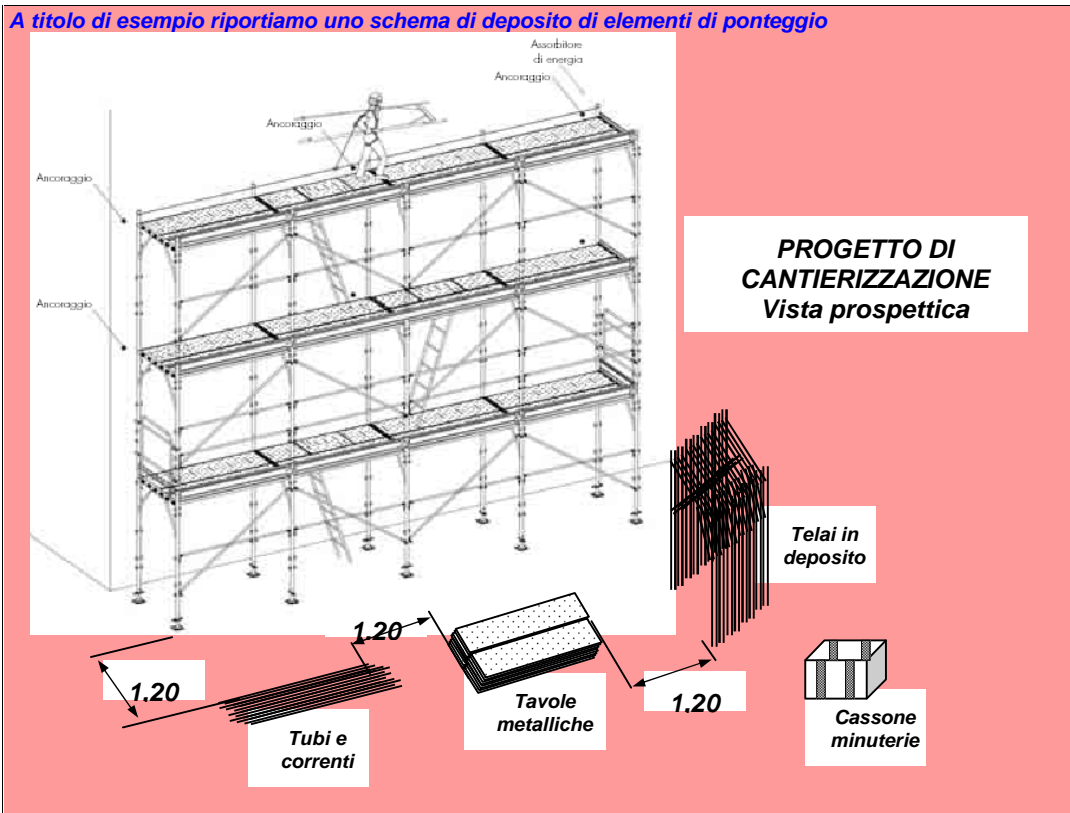 A titolo di esempio riportiamo uno schema di deposito di elementi di ponteggio
Assorbitore
di energia
Ancoraggio
Ancoraggio
Ancoraggio
Ancoraggio
PROGETTO DI
CANTIERIZZAZIONE
Vista prospettica
Telai in
deposito
1,20
1,20
1,20
Tavole
metalliche
Tubi e
correnti
Cassone
minuterie